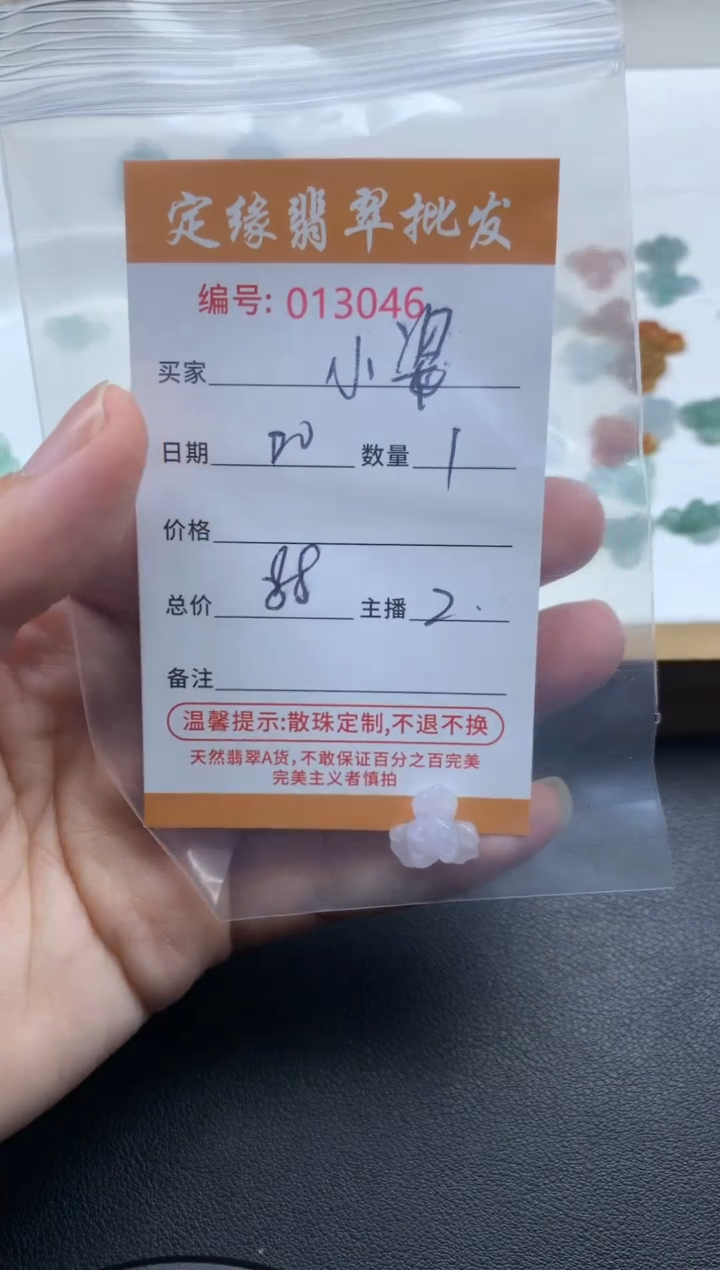 定缘翡翠批发
编号: 013046
买家 小
日期 数量 1
价格
总价 88 主播 2.
备注
温馨提示:散珠定制,不退不换
天然翡翠A货,不敢保证百分之百完美
完美主义者慎拍